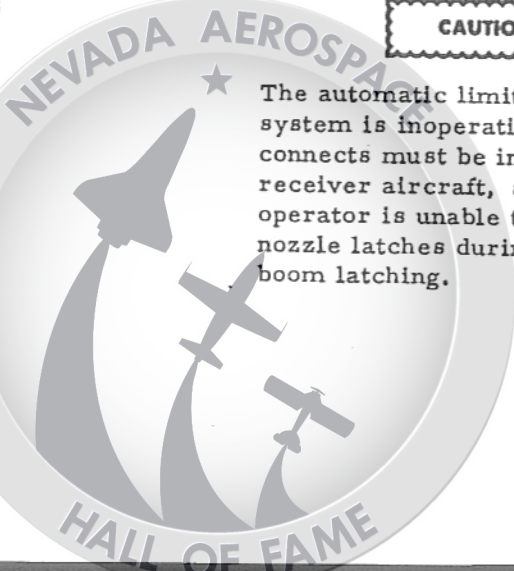 CAUTIO
The automatic limit
system is inoperati
connects must be in
receiver aircraft,
operator is unable
nozzle latches durin
boom latching.
NEVADA AEROSPACE
HALL OF FAME